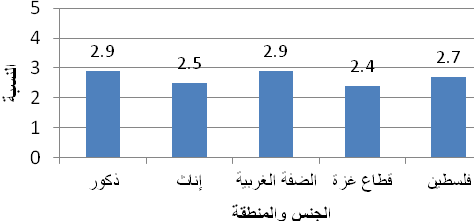 النسبة
5
4
3
2
1
0
2.9
2.5
2.9
2.4
2.7
ذكور
إناث
الضفة الغربية
قطاع غزة
فلسطين
الجنس والمنطقة